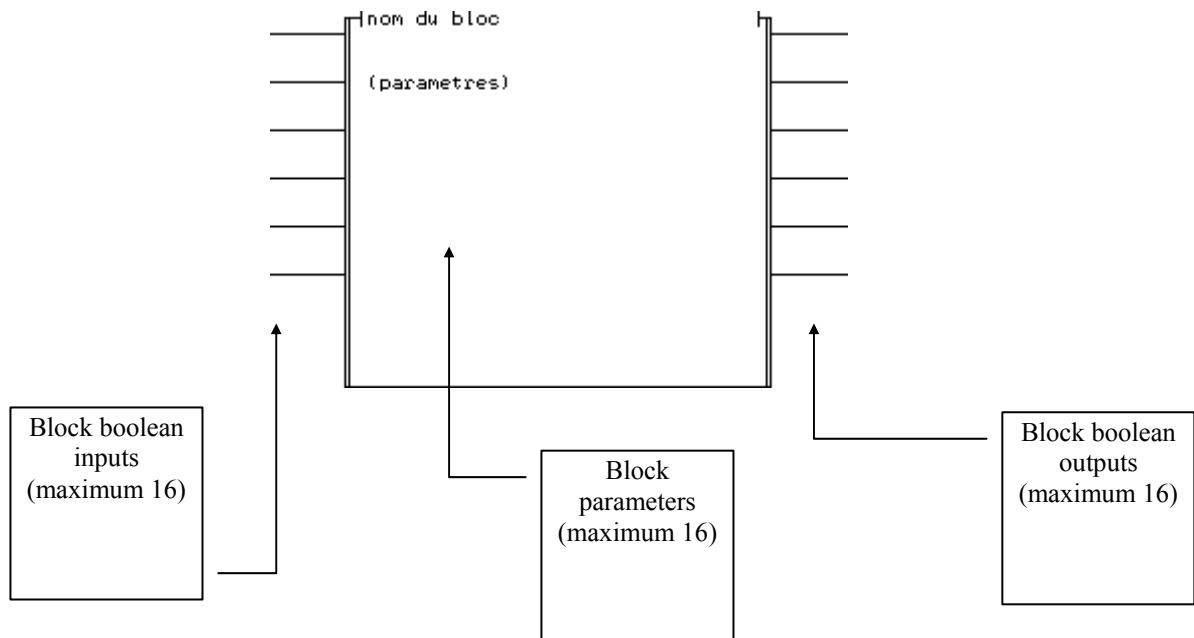 nom du bloc
(parametres)
Block boolean
inputs
(maximum 16)
Block
parameters
(maximum 16)
Block boolean
outputs
(maximum 16)